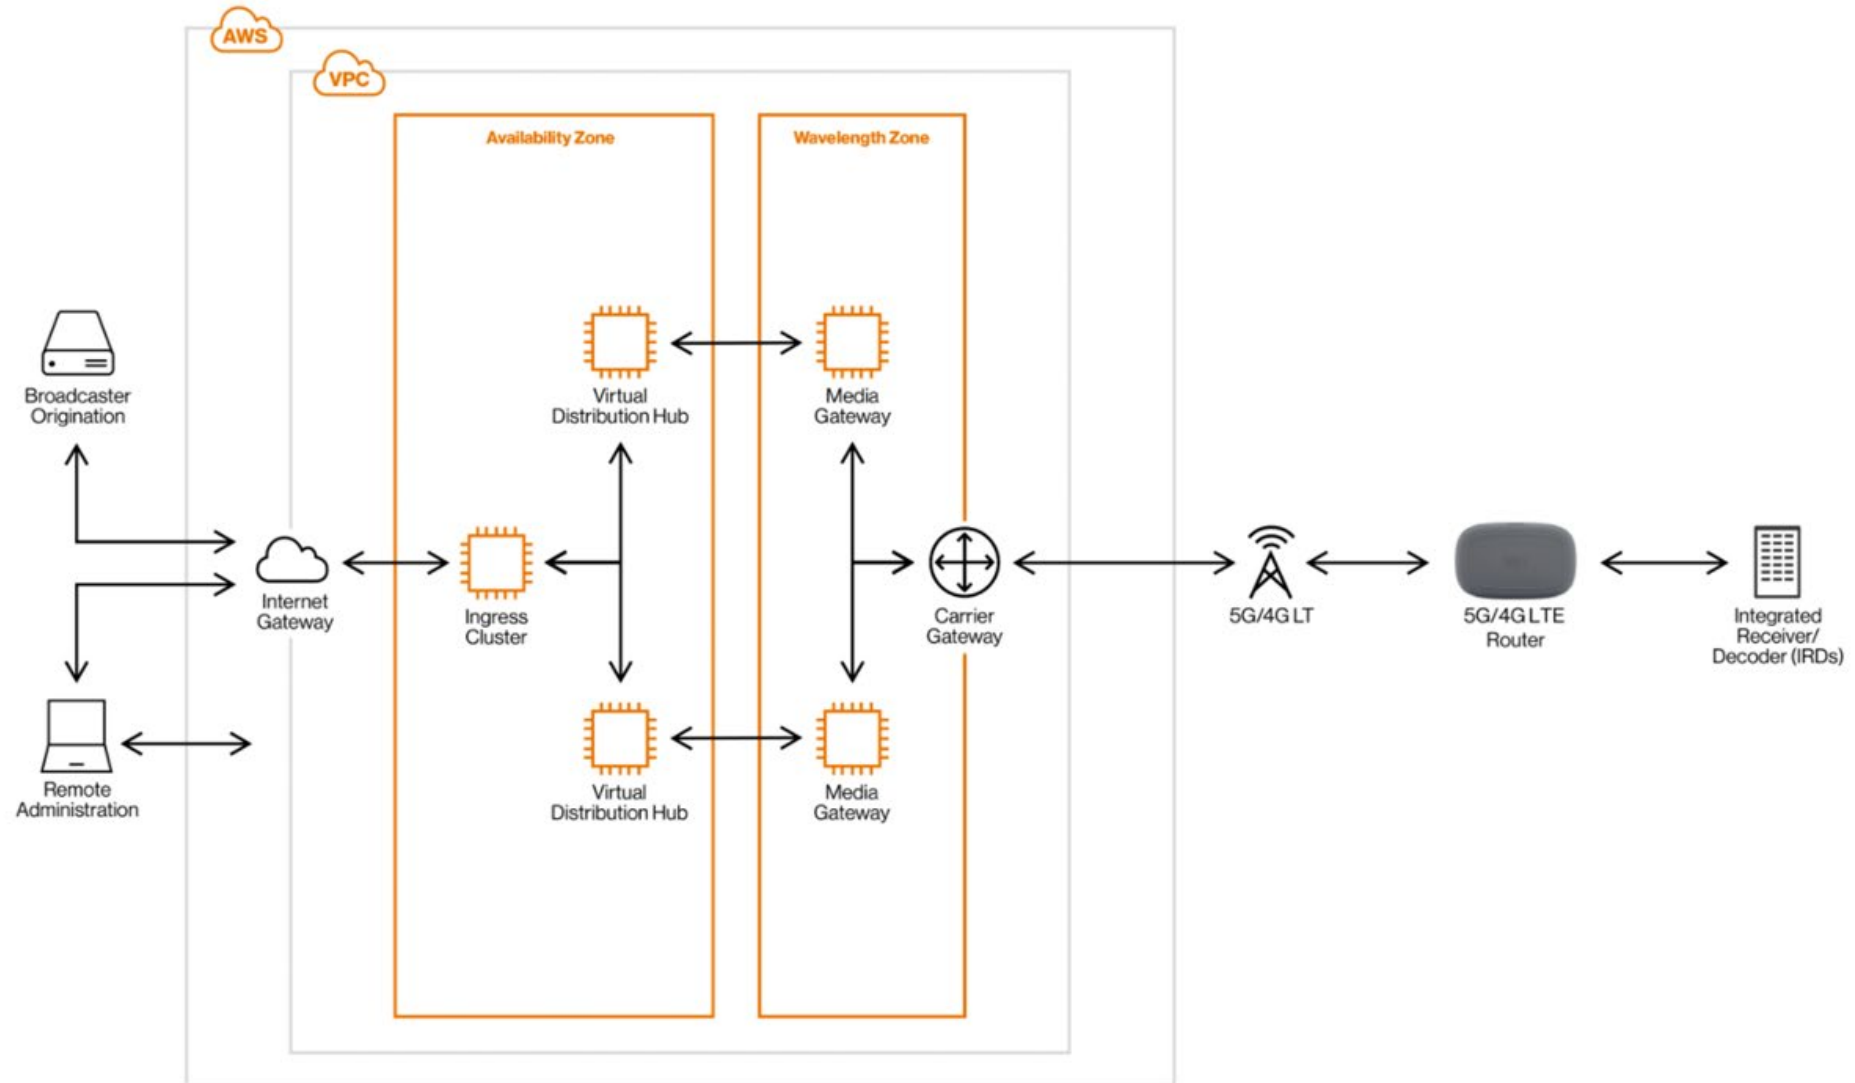 AWS
VPC
Availability Zone
Wavelength Zone
Broadcaster
Origination
Virtual
Distribution Hub
Media
Gateway
Internet
Gateway
Ingress
Cluster
Carrier
Gateway
5G/4G LT
5G/4G LTE
Router
Integrated
Receiver/
Decoder (IRDs)
Remote
Administration
Virtual
Distribution Hub
Media
Gateway